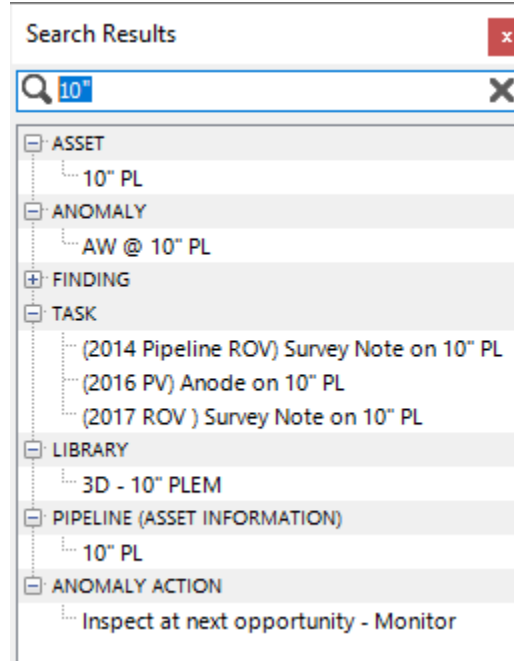 Search Results
x
10"
ASSET
10" PL
ANOMALY
AW @ 10" PL
FINDING
TASK
(2014 Pipeline ROV) Survey Note on 10" PL
(2016 PV) Anode on 10" PL
(2017 ROV ) Survey Note on 10" PL
LIBRARY
3D - 10" PLEM
PIPELINE (ASSET INFORMATION)
10" PL
ANOMALY ACTION
Inspect at next opportunity - Monitor